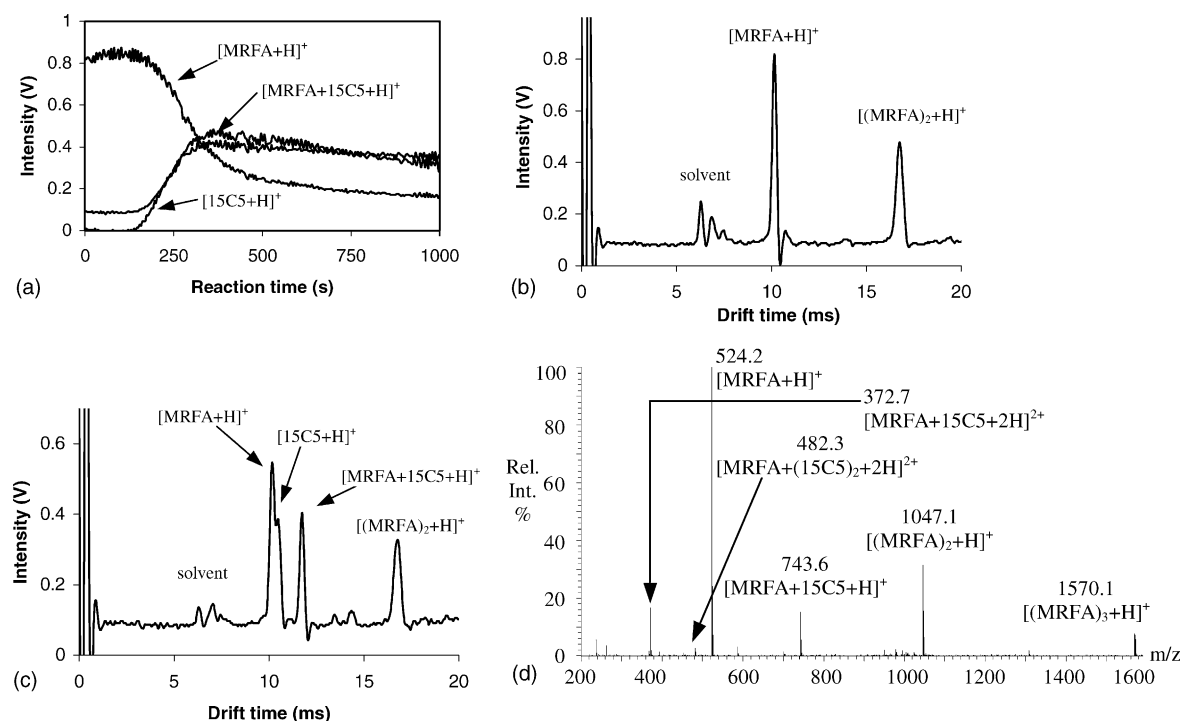 1
0.8
0.6
0.4
0.2
0
Intensity (V)
[MRFA+H]⁺
[MRFA+15C5+H]⁺
[15C5+H]⁺
0 250 500 750 1000
(a) Reaction time (s)
0.8
0.6
0.4
0.2
0
Intensity (V)
[MRFA+H]⁺
[(MRFA)₂+H]⁺
solvent
0 5 10 15 20
(b) Drift time (ms)
0.6
0.4
0.2
0
Intensity (V)
[MRFA+H]⁺
[15C5+H]⁺
[MRFA+15C5+H]⁺
[(MRFA)₂+H]⁺
solvent
0 5 10 15 20
(c)
Drift time (ms)
100
80
60
40
20
0
Rel.
Int.
%
524.2
[MRFA+H]⁺
372.7
[MRFA+15C5+2H]²⁺
482.3
[MRFA+(15C5)₂+2H]²⁺
1047.1
[(MRFA)₂+H]⁺
743.6
[MRFA+15C5+H]⁺
1570.1
[(MRFA)₃+H]⁺
m/z
(d) 200 400 600 800 1000 1200 1400 1600